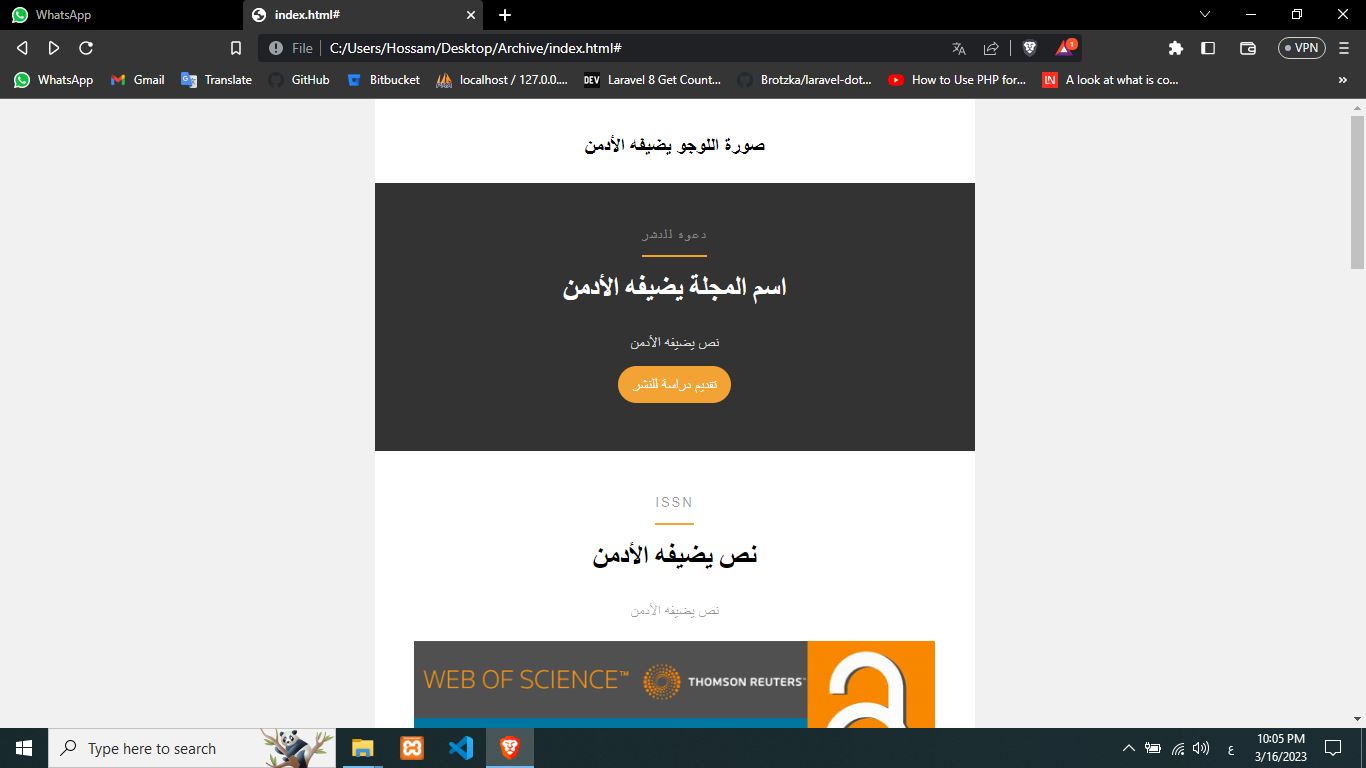 WhatsApp
index.html#
File
C:/Users/Hossam/Desktop/Archive/index.html#
1
VPN
WhatsApp
Gmail
Translate
GitHub
Bitbucket
localhost / 127.0.0....
DEV
Laravel 8 Get Count...
Brotzka/laravel-dot...
How to Use PHP for...
LN
A look at what is co...
صورة اللوجو يضيفه الأدمن
دعوه للنشر
اسم المجلة يضيفه الأدمن
نص يضيفه الأدمن
تقديم دراسة للنشر
ISSN
نص يضيفه الأدمن
نص يضيفه الأدمن
WEB OF SCIENCE™
THOMSON REUTERS™
Type here to search
ع
10:05 PM
3/16/2023